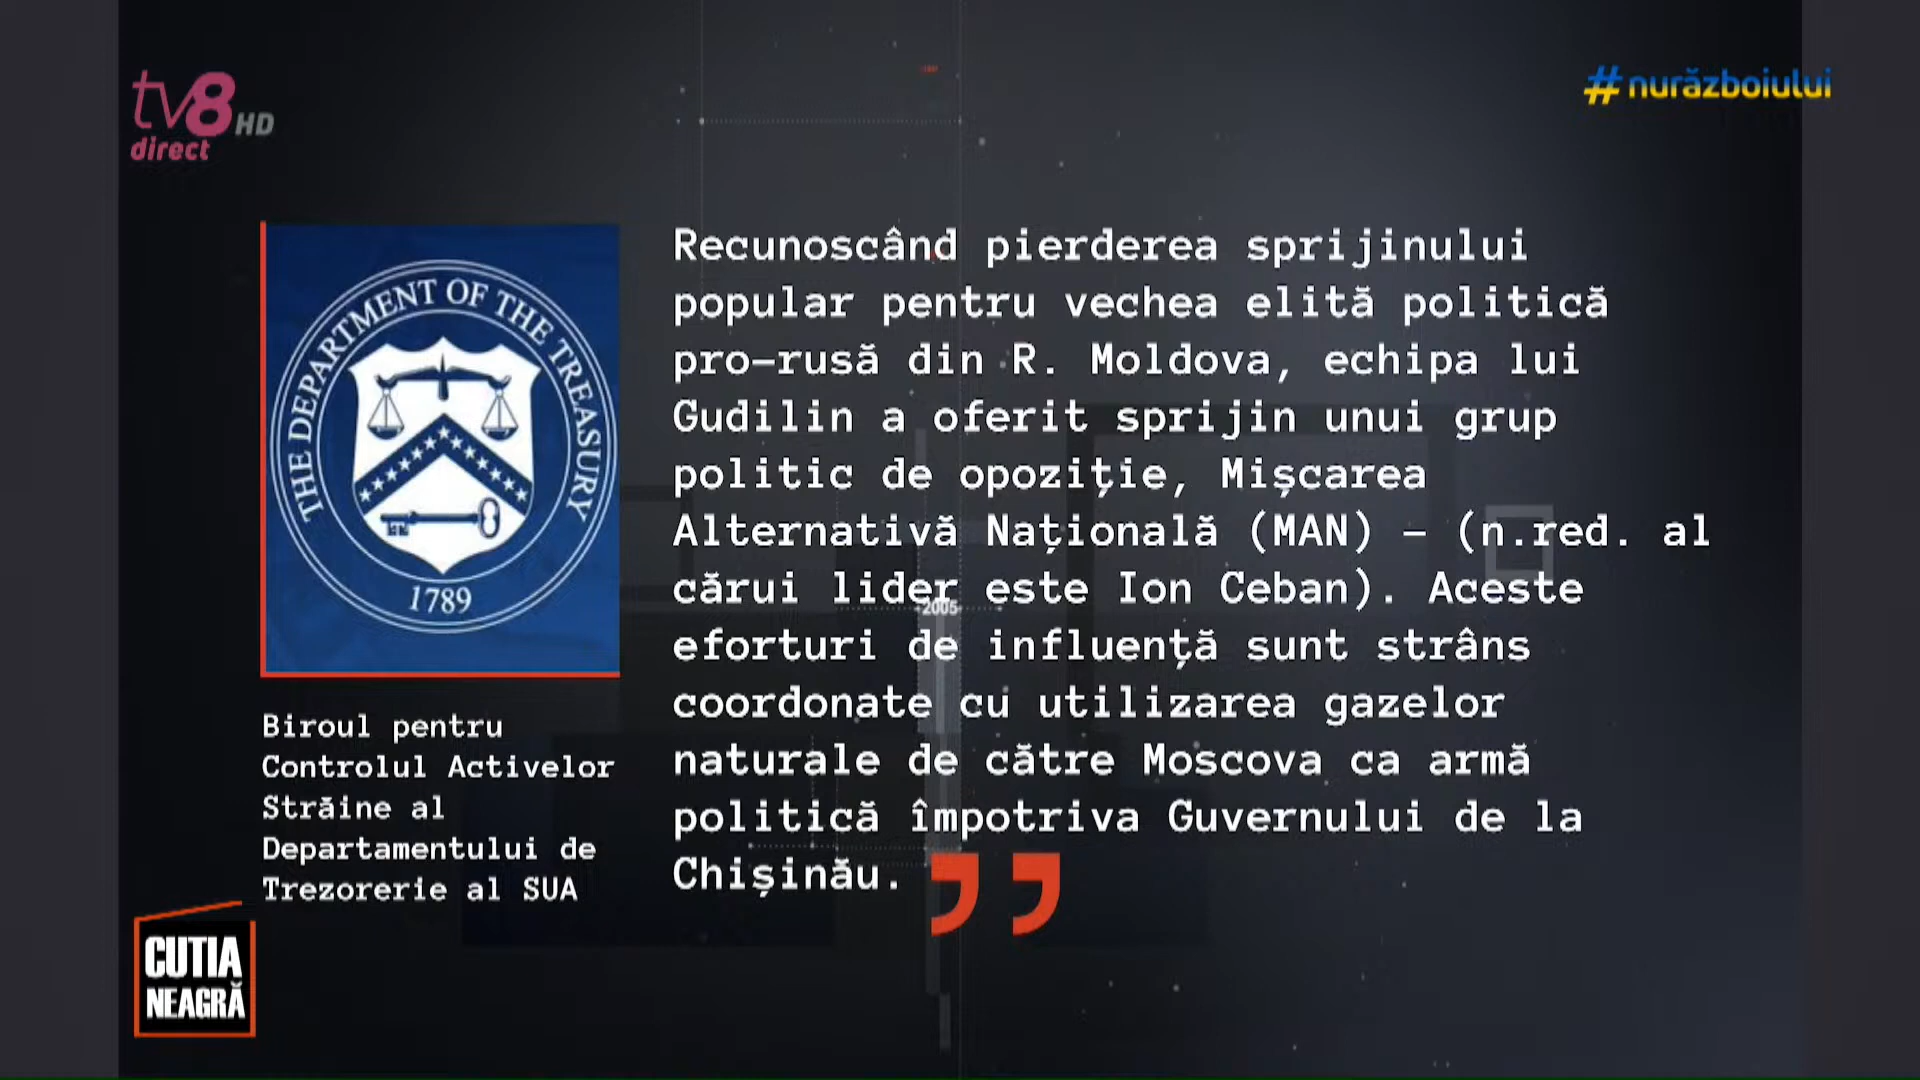 tv8 HD
direct
#nurăzboiului
THE DEPARTMENT OF THE TREASURY
1789
Biroul pentru
Controlul Activelor
Străine al
Departamentului de
Trezorerie al SUA
Recunoscând pierderea sprijinului
popular pentru vechea elită politică
pro-rusă din R. Moldova, echipa lui
Gudilin a oferit sprijin unui grup
politic de opoziție, Mișcarea
Alternativă Națională (MAN) - (n.red. al
cărui lider este Ion Ceban). Aceste
eforturi de influență sunt strâns
coordonate cu utilizarea gazelor
naturale de către Moscova ca armă
politică împotriva Guvernului de la
Chișinău.
2005
CUTIA
NEAGRĂ